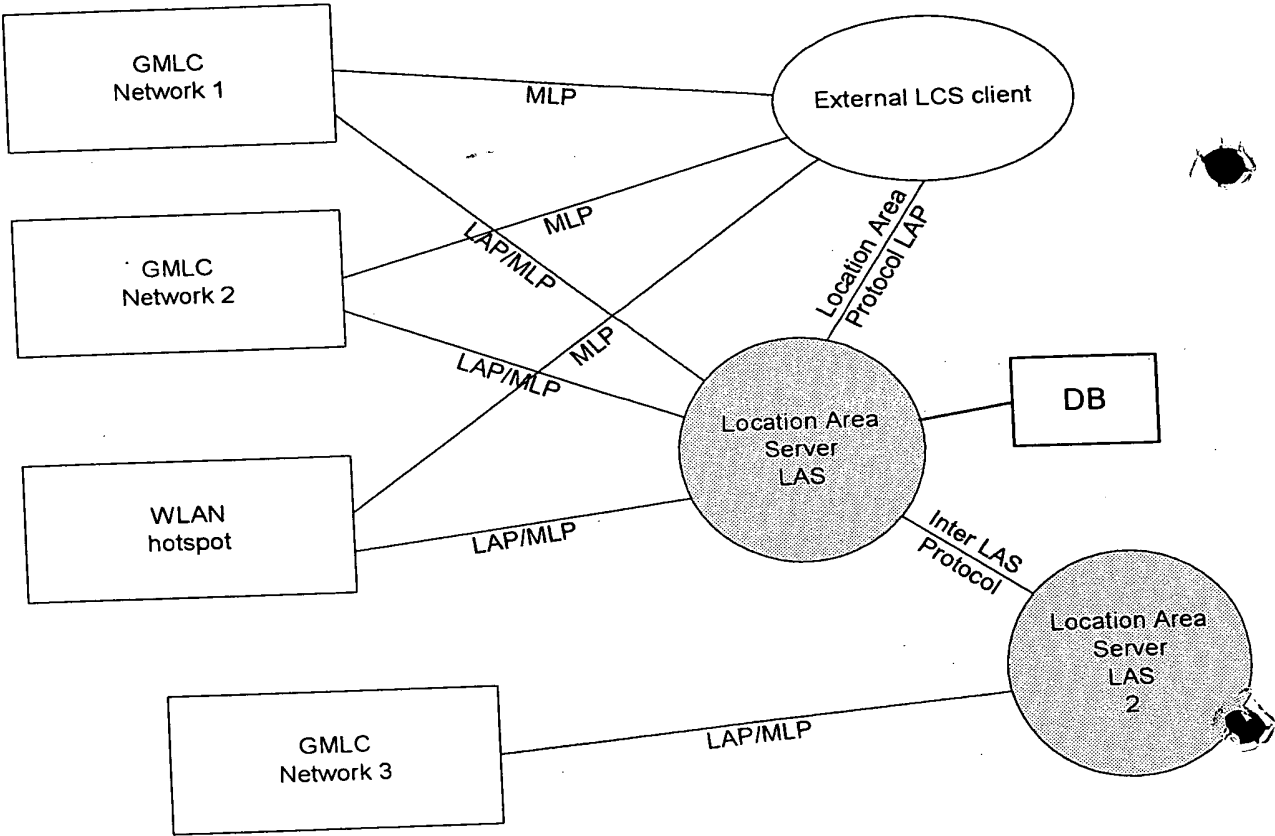 GMLC
Network 1
MLP
External LCS client
GMLC
Network 2
MLP
LAP/MLP
Location Area
Protocol LAP
LAP/MLP
MLP
Location Area
Server
LAS
DB
WLAN
hotspot
LAP/MLP
Inter LAS
Protocol
Location Area
Server
LAS
2
GMLC
Network 3
LAP/MLP